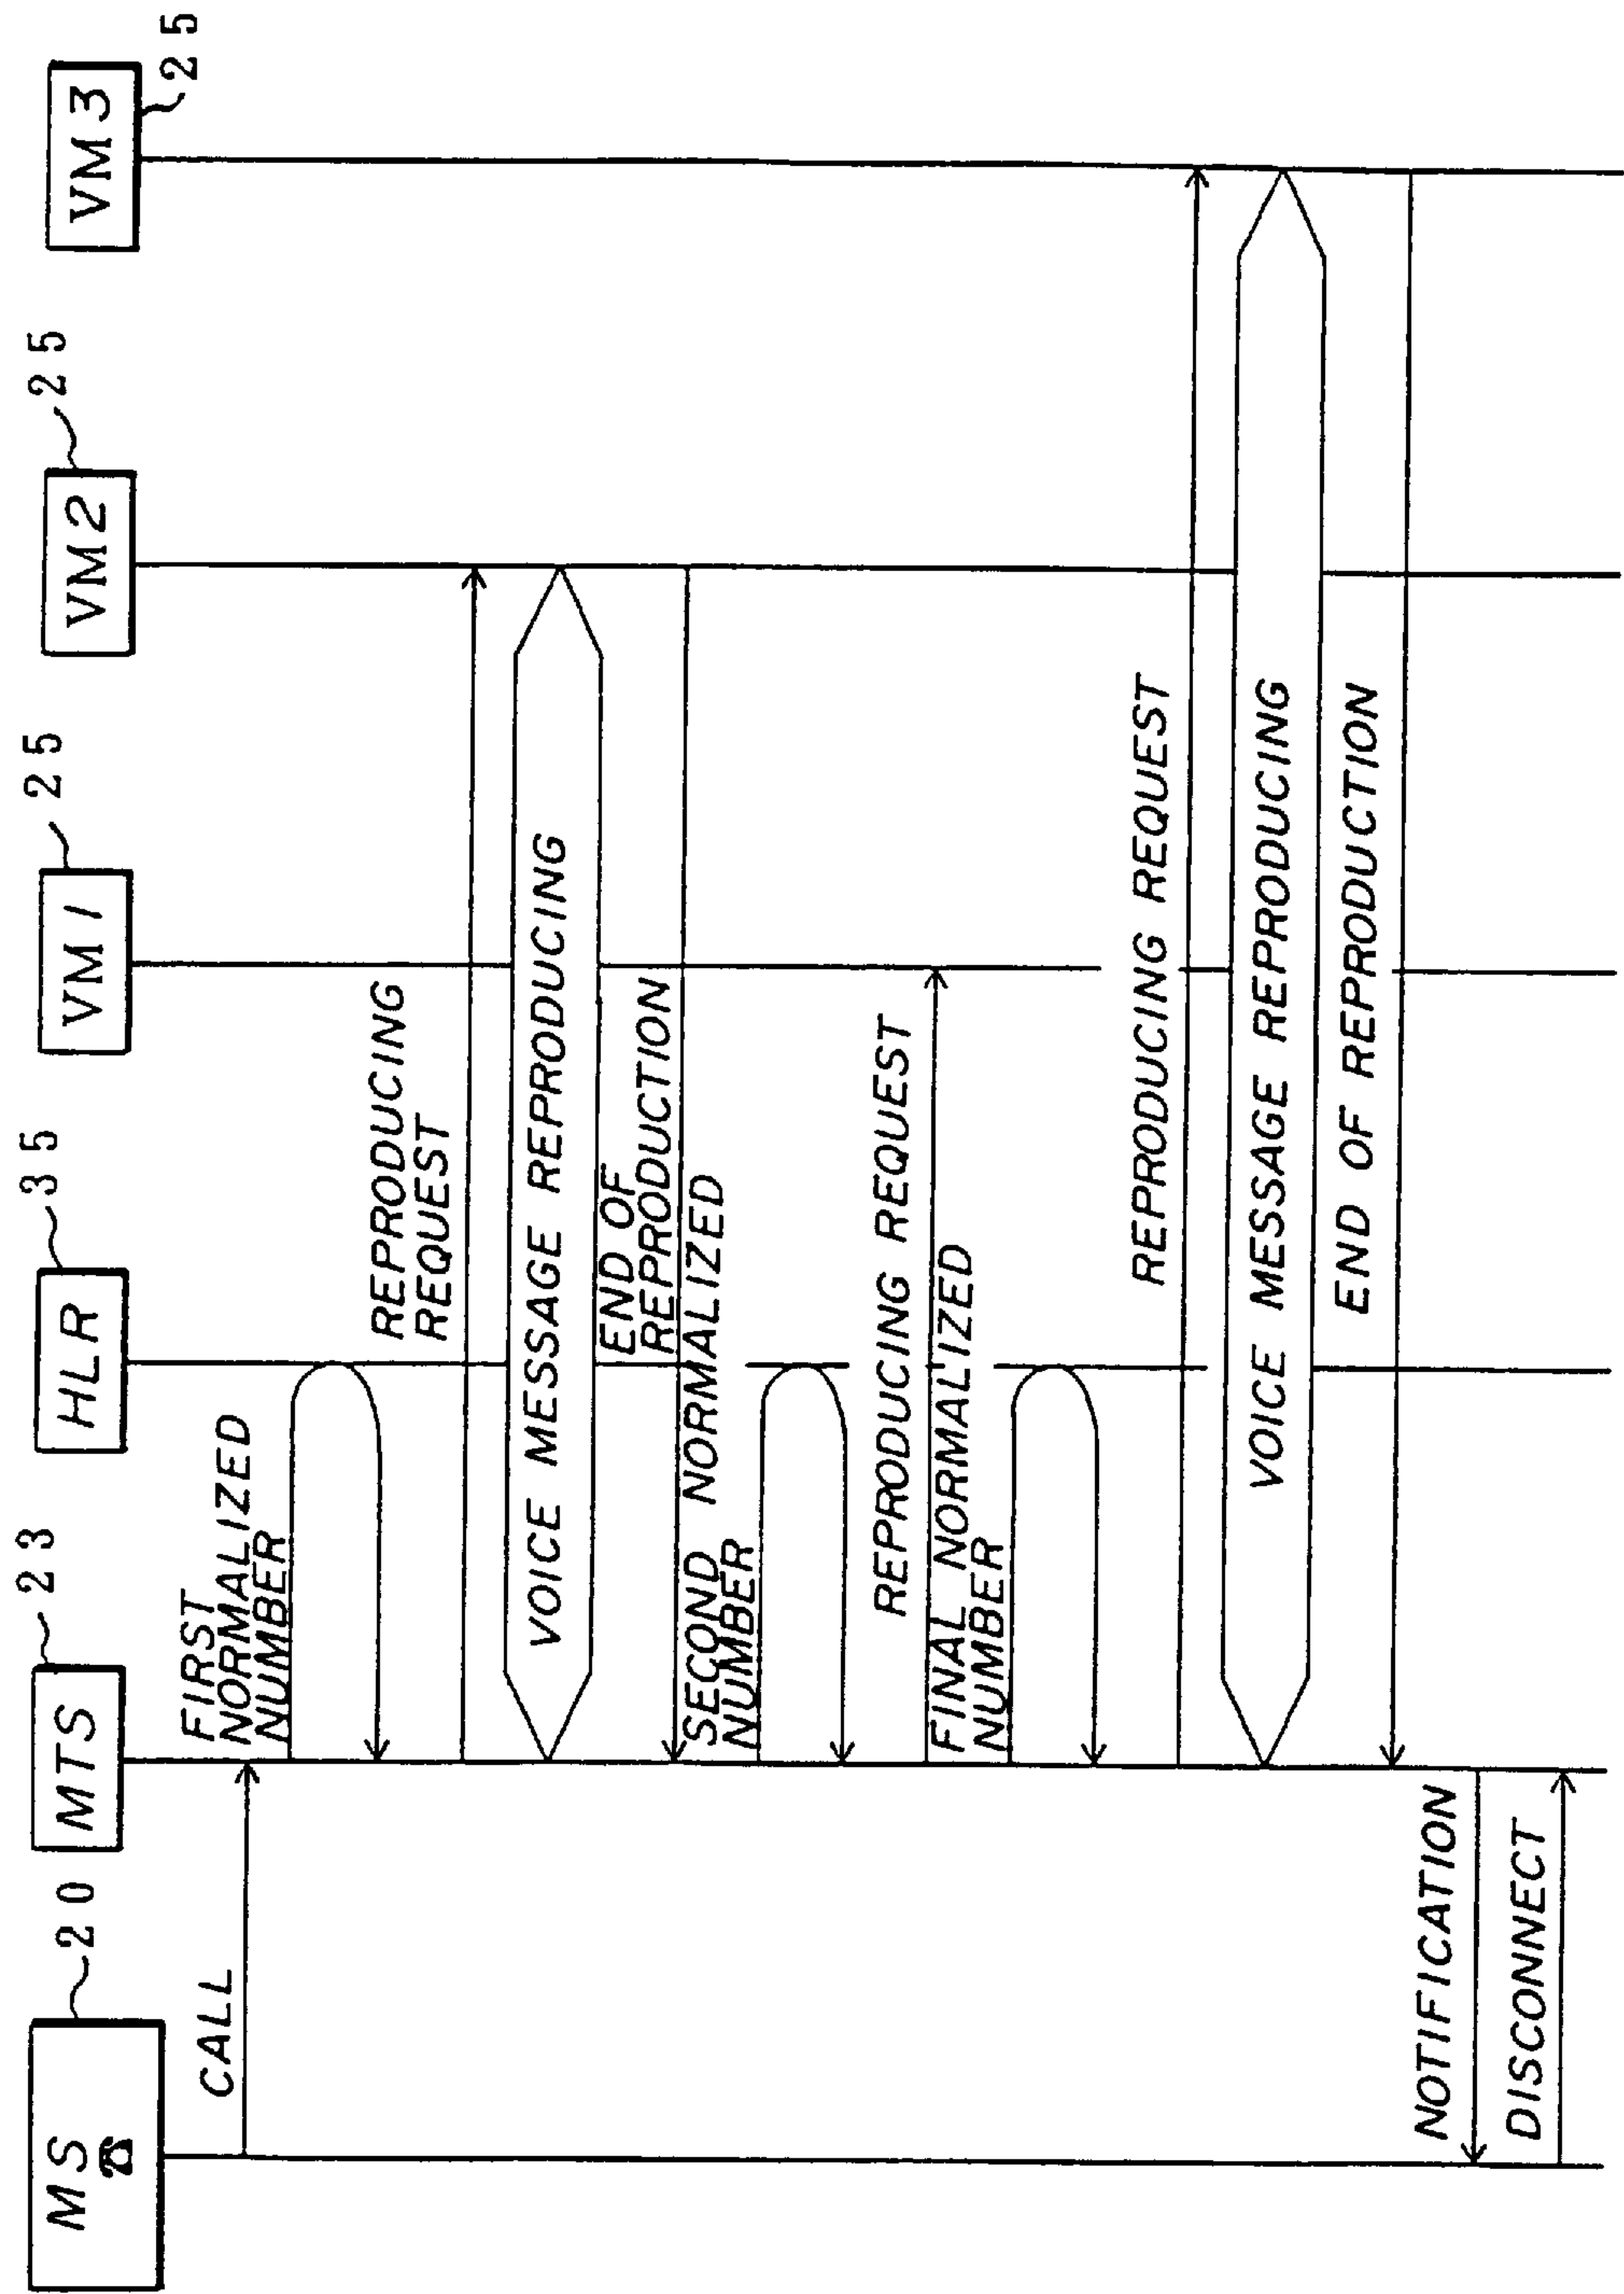 MS
20
MTS
23
HLR
35
VM1
25
VM2
25
VM3
25
CALL
FIRST
NORMALIZED
NUMBER
REPRODUCING
REQUEST
VOICE MESSAGE REPRODUCING
END OF
REPRODUCTION
SECOND NORMALIZED
NUMBER
REPRODUCING REQUEST
FINAL NORMALIZED
NUMBER
REPRODUCING REQUEST
VOICE MESSAGE REPRODUCING
END OF REPRODUCTION
NOTIFICATION
DISCONNECT